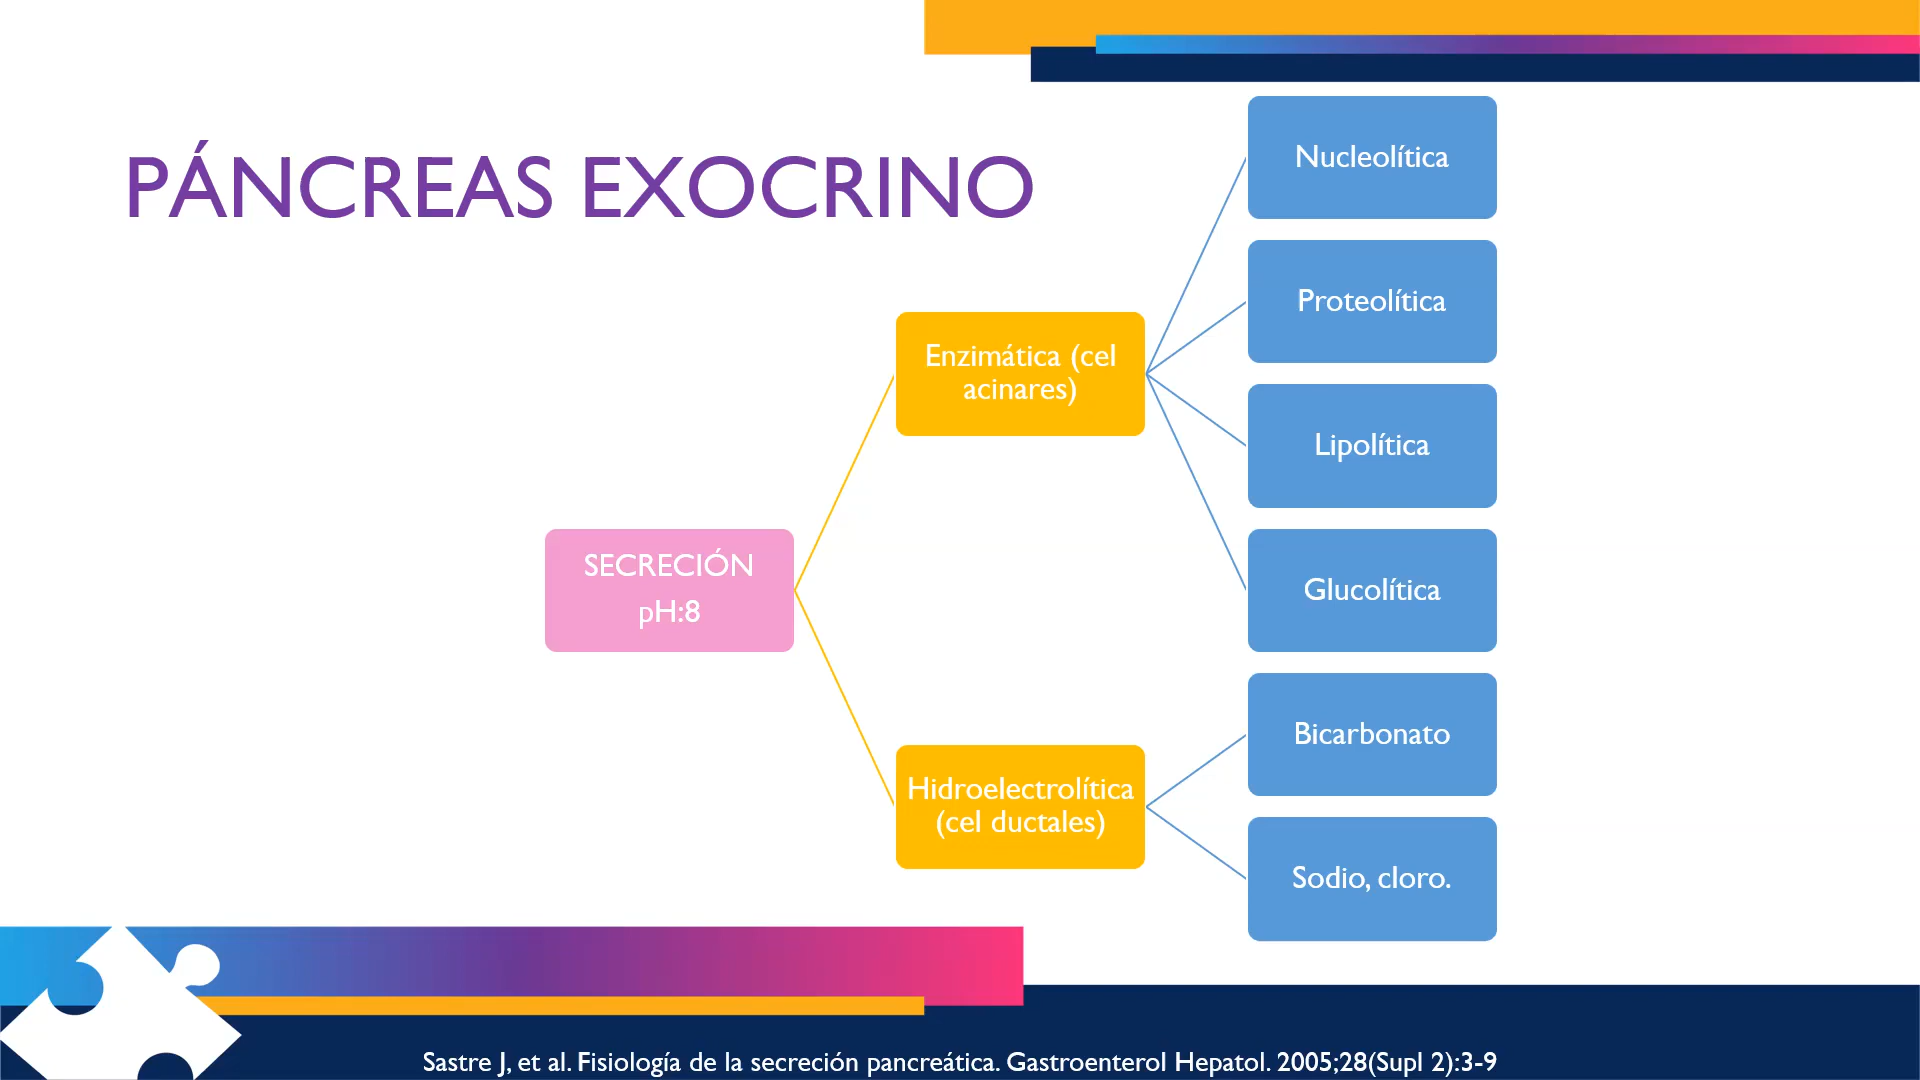 PÁNCREAS EXOCRINO
SECRECIÓN
pH:8
Enzimática (cel
acinares)
Nucleolítica
Proteolítica
Lipolítica
Glucolítica
Hidroelectrolítica
(cel ductales)
Bicarbonato
Sodio, cloro.
Sastre J, et al. Fisiología de la secreción pancreática. Gastroenterol Hepatol. 2005;28(Supl 2):3-9